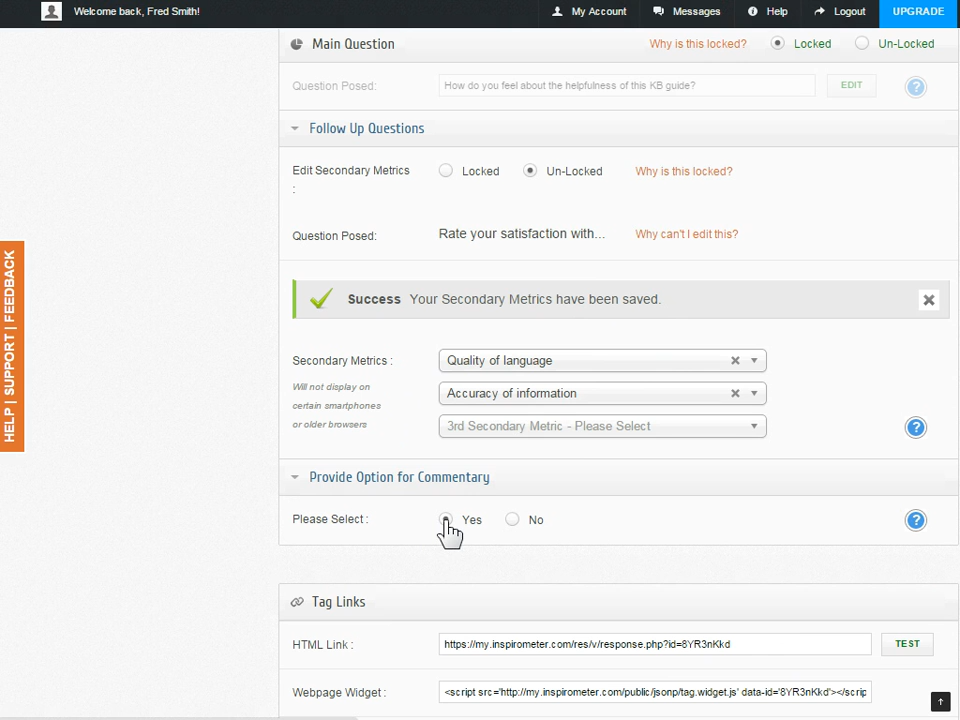 Welcome back, Fred Smith! My Account Messages Help Logout UPGRADE
Main Question Why is this locked? Locked Un-Locked
Question Posed: How do you feel about the helpfulness of this KB guide? EDIT ?
Follow Up Questions
Edit Secondary Metrics Locked Un-Locked Why is this locked?
:
Question Posed: Rate your satisfaction with... Why can't I edit this?
HELP | SUPPORT | FEEDBACK
Success Your Secondary Metrics have been saved.
Secondary Metrics : Quality of language
Will not display on
certain smartphones
or older browsers
Accuracy of information
3rd Secondary Metric - Please Select ?
Provide Option for Commentary
Please Select : Yes No ?
Tag Links
HTML Link : https://my.inspirometer.com/res/v/response.php?id=8YR3nKkd TEST
Webpage Widget : <script src='http://my.inspirometer.com/public/jsonp/tag.widget.js' data-id='8YR3nKkd'></scrip